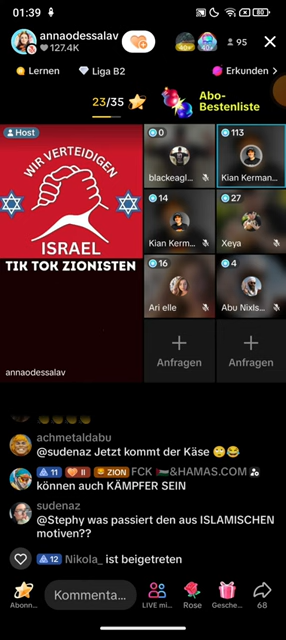 01:39
80
annaodessalav
127.4K
95
Lernen
Liga B2
Erkunden
23/35
Abo-
Bestenliste
Host
WIR VERTEIDIGEN
ISRAEL
TIK TOK ZIONISTEN
annaodessalav
0
blackeagl...
113
Kian Kerman...
14
Kian Kerm...
27
Xeya
16
Ari elle
4
Abu Nixls...
Anfragen
Anfragen
achmetaldabu
@sudenaz Jetzt kommt der Käse 🙄😂
11 II ZION FCK 🇵🇸&HAMAS.COM
können auch KÄMPFER SEIN
sudenaz
@Stephy was passiert den aus ISLAMISCHEN
motiven??
12 Nikola_ ist beigetreten
Abonn...
Kommenta...
LIVE mi...
Rose
Gesche...
68